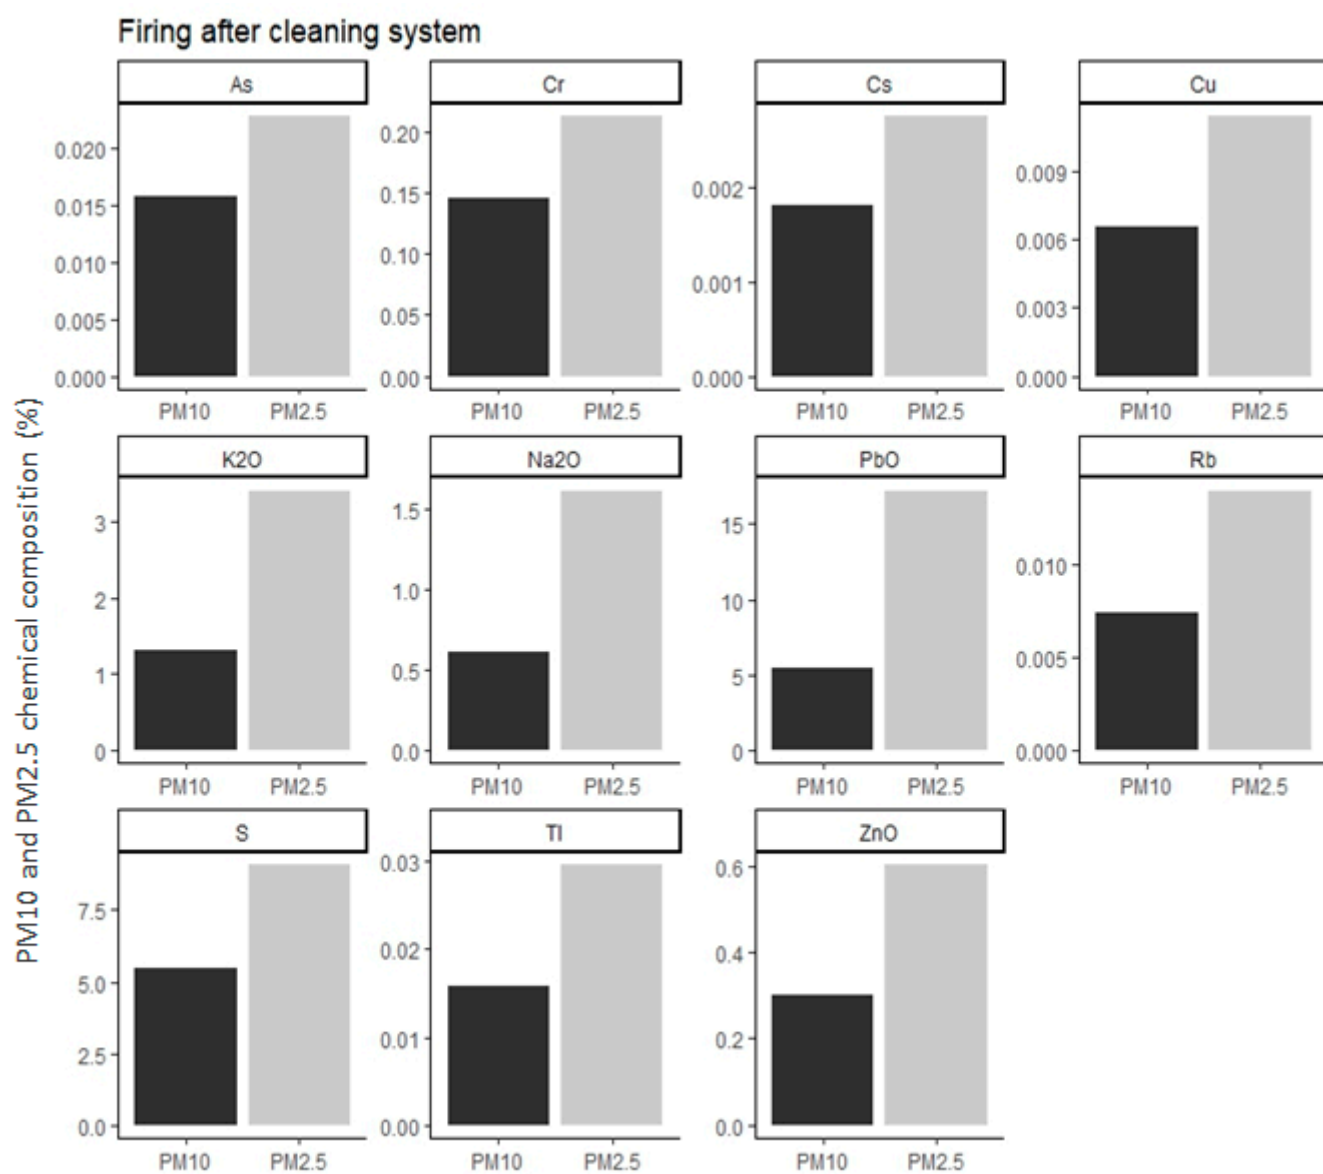 Firing after cleaning system
PM10 and PM2.5 chemical composition (%)
As
0.020
0.015
0.010
0.005
0.000
PM10 PM2.5
Cr
0.20
0.15
0.10
0.05
0.00
PM10 PM2.5
Cs
0.002
0.001
0.000
PM10 PM2.5
Cu
0.009
0.006
0.003
0.000
PM10 PM2.5
K2O
3
2
1
0
PM10 PM2.5
Na2O
1.5
1.0
0.5
0.0
PM10 PM2.5
PbO
15
10
5
0
PM10 PM2.5
Rb
0.010
0.005
0.000
PM10 PM2.5
S
7.5
5.0
2.5
0.0
PM10 PM2.5
Tl
0.03
0.02
0.01
0.00
PM10 PM2.5
ZnO
0.6
0.4
0.2
0.0
PM10 PM2.5